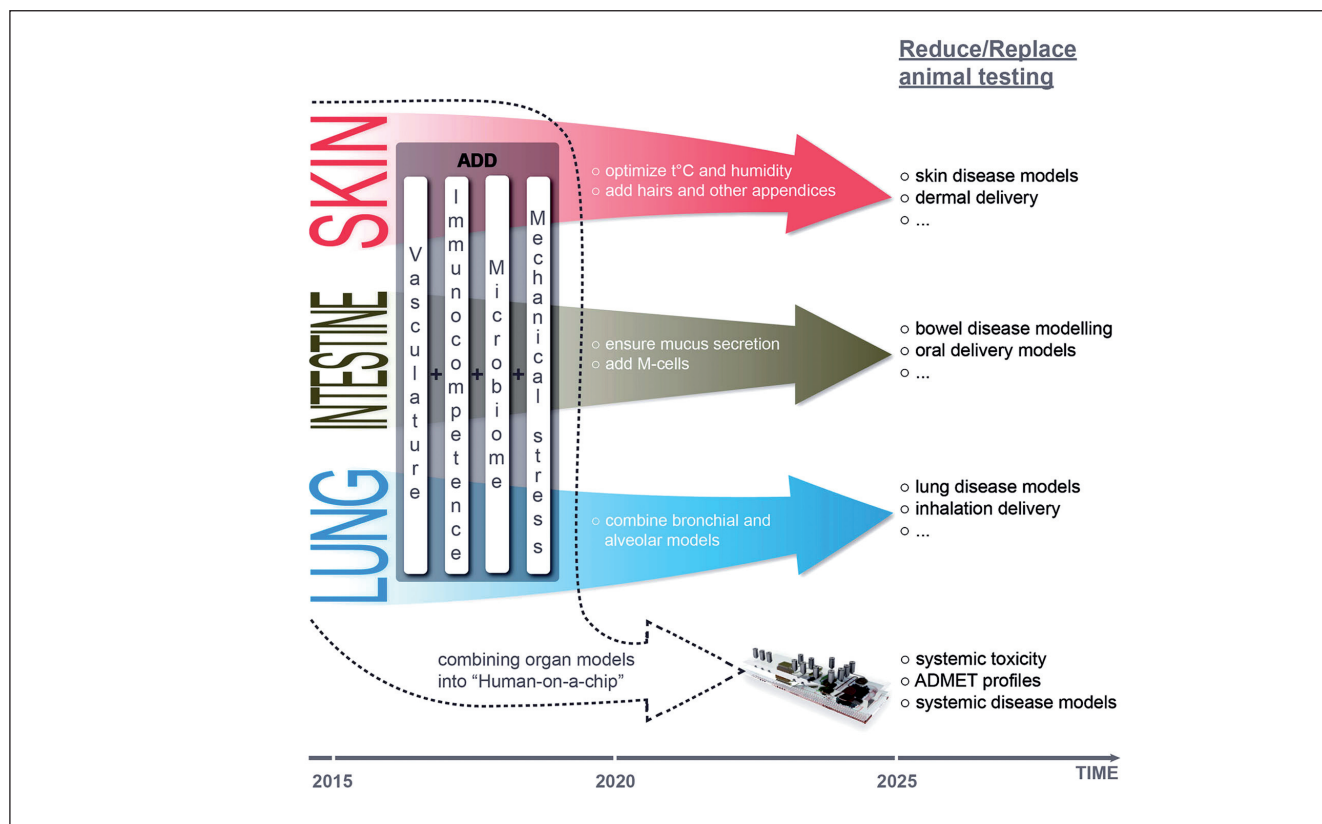 Reduce/Replace
animal testing
SKIN
ADD
Vasculature
+
Immunocompetence
+
Microbiome
+
Mechanical stress
○ optimize t°C and humidity
○ add hairs and other appendices
○ skin disease models
○ dermal delivery
○ ...
INTESTINE
○ ensure mucus secretion
○ add M-cells
○ bowel disease modelling
○ oral delivery models
○ ...
LUNG
○ combine bronchial and
alveolar models
○ lung disease models
○ inhalation delivery
○ ...
combining organ models
into “Human-on-a-chip”
○ systemic toxicity
○ ADMET profiles
○ systemic disease models
2015
2020
2025
TIME